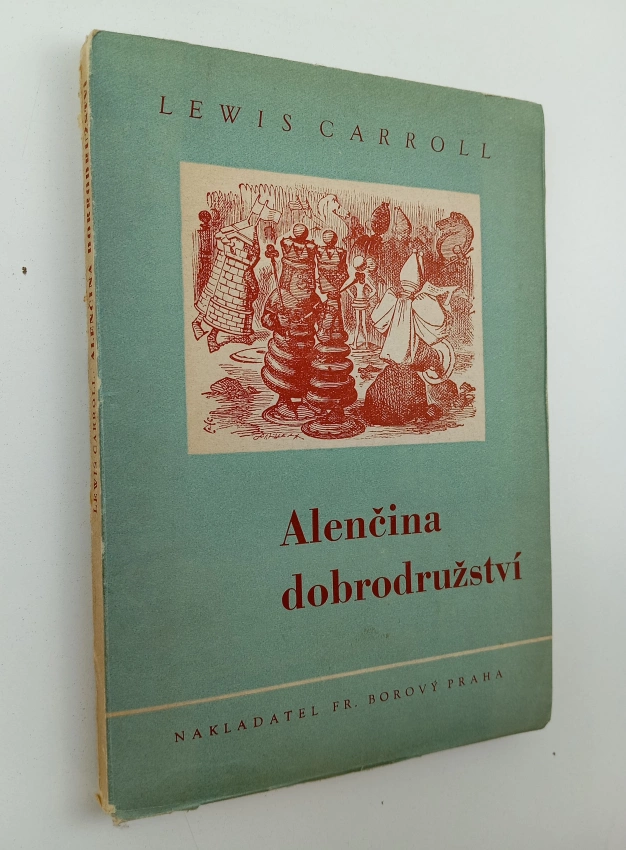 LEWIS CARROLL
Alenčina
dobrodružství
NAKLADATEL FR. BOROVÝ PRAHA
LEWIS CARROLL ALENČINA DOBRODRUŽSTVÍ